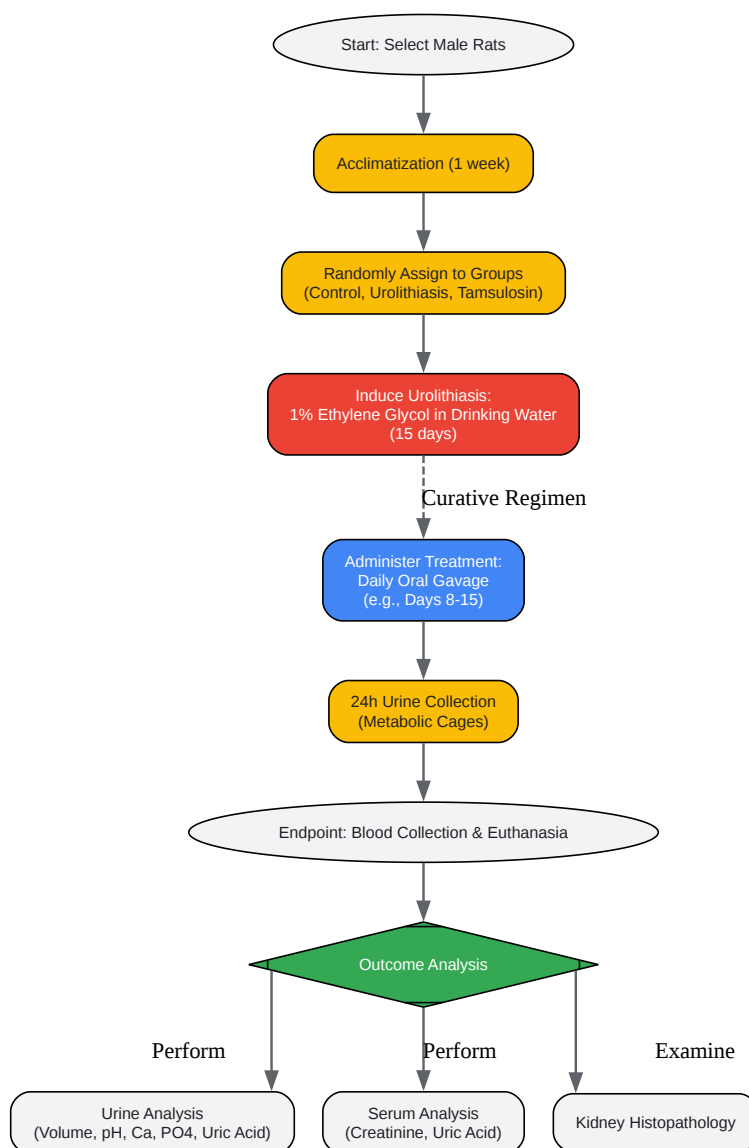 Start: Select Male Rats
Acclimatization (1 week)
Randomly Assign to Groups
(Control, Urolithiasis, Tamsulosin)
Induce Urolithiasis:
1% Ethylene Glycol in Drinking Water
(15 days)
Curative Regimen
Administer Treatment:
Daily Oral Gavage
(e.g., Days 8-15)
24h Urine Collection
(Metabolic Cages)
Endpoint: Blood Collection & Euthanasia
Outcome Analysis
Perform
Perform
Examine
Urine Analysis
(Volume, pH, Ca, PO4, Uric Acid)
Serum Analysis
(Creatinine, Uric Acid)
Kidney Histopathology